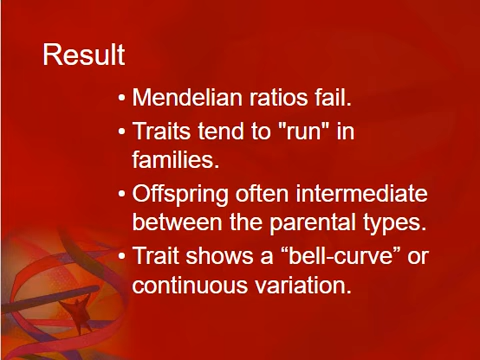 Result
• Mendelian ratios fail.
• Traits tend to "run" in
families.
• Offspring often intermediate
between the parental types.
• Trait shows a “bell-curve” or
continuous variation.